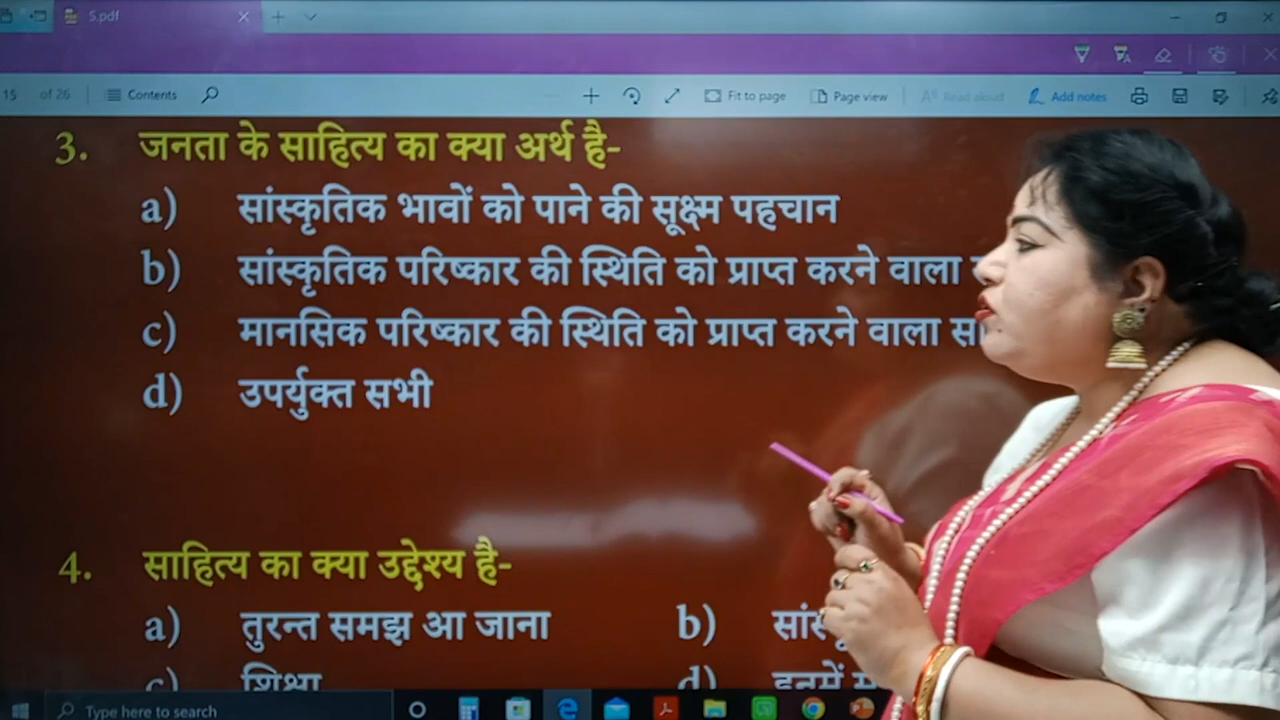 S.pdf
15 of 26 Contents Fit to page Page view Read aloud Add notes
3. जनता के साहित्य का क्या अर्थ है-
a) सांस्कृतिक भावों को पाने की सूक्ष्म पहचान
b) सांस्कृतिक परिष्कार की स्थिति को प्राप्त करने वाला
c) मानसिक परिष्कार की स्थिति को प्राप्त करने वाला
d) उपर्युक्त सभी
4. साहित्य का क्या उद्देश्य है-
a) तुरन्त समझ आ जाना b)
c) शिक्षा d) इनमें
Type here to search